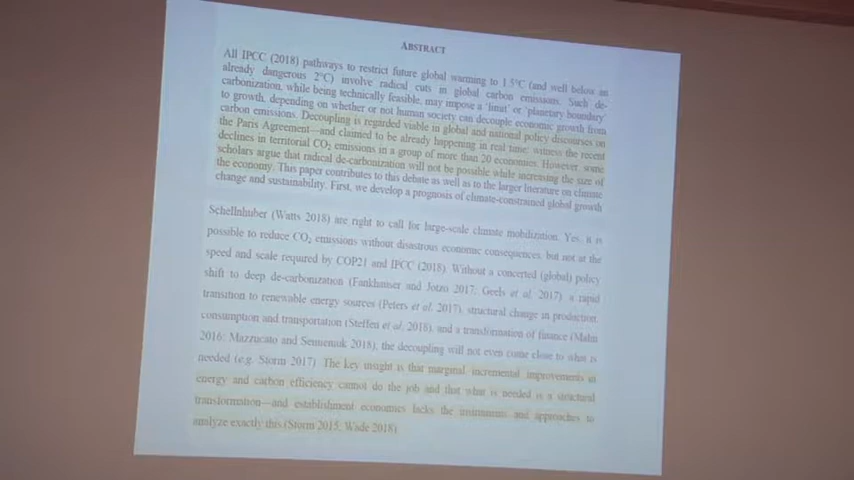 ABSTRACT
All IPCC (2018) pathways to restrict future global warming to 1.5°C (and well below an
already dangerous 2°C) involve radical cuts in global carbon emissions. Such de-
carbonization, while being technically feasible, may impose a 'limit' or 'planetary boundary'
to growth, depending on whether or not human society can decouple economic growth from
carbon emissions. Decoupling is regarded viable in global and national policy discourses on
the Paris Agreement—and claimed to be already happening in real time: witness the recent
declines in territorial CO2 emissions in a group of more than 20 economies. However some
scholars argue that radical de-carbonization will not be possible while increasing the size of
the economy. This paper contributes to this debate as well as to the larger literature on climate
change and sustainability. First, we develop a prognosis of climate-constrained global growth
Schellnhuber (Watts 2018) are right to call for large-scale climate mobilization. Yes, it is
possible to reduce CO2 emissions without disastrous economic consequences, but not at the
speed and scale required by COP21 and IPCC (2018). Without a concerted (global) policy
shift to deep de-carbonization (Fankhauser and Jotzo 2017; Geels et al. 2017), a rapid
transition to renewable energy sources (Peters et al. 2017), structural change in production,
consumption and transportation (Steffen et al. 2018), and a transformation of finance (Malm
2016; Mazzucato and Semieniuk 2018), the decoupling will not even come close to what is
needed (e.g. Storm 2017). The key insight is that marginal, incremental improvements in
energy and carbon efficiency cannot do the job and that what is needed is a structural
transformation—and establishment economics lacks the instruments and approaches to
analyze exactly this (Storm 2015; Wade 2018).